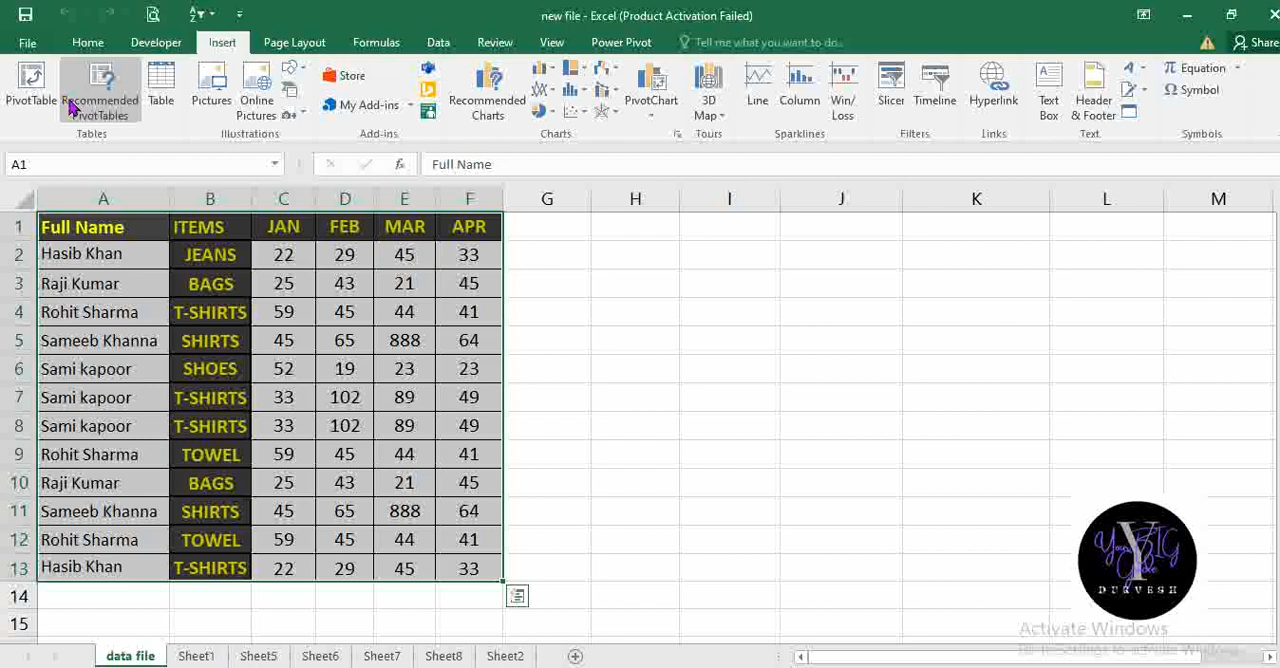 new file - Excel (Product Activation Failed)
File Home Developer Insert Page Layout Formulas Data Review View Power Pivot Tell me what you want to do... Share
PivotTable Recommended PivotTables Table Pictures Online Pictures Store My Add-ins Recommended Charts PivotChart 3D Map Line Column Win/ Loss Slicer Timeline Hyperlink Text Box Header & Footer Equation Symbol
Tables Illustrations Add-ins Charts Tours Sparklines Filters Links Text Symbols
A1 fx Full Name
A B C D E F G H I J K L M
1 Full Name ITEMS JAN FEB MAR APR
2 Hasib Khan JEANS 22 29 45 33
3 Raji Kumar BAGS 25 43 21 45
4 Rohit Sharma T-SHIRTS 59 45 44 41
5 Sameeb Khanna SHIRTS 45 65 888 64
6 Sami kapoor SHOES 52 19 23 23
7 Sami kapoor T-SHIRTS 33 102 89 49
8 Sami kapoor T-SHIRTS 33 102 89 49
9 Rohit Sharma TOWEL 59 45 44 41
10 Raji Kumar BAGS 25 43 21 45
11 Sameeb Khanna SHIRTS 45 65 888 64
12 Rohit Sharma TOWEL 59 45 44 41
13 Hasib Khan T-SHIRTS 22 29 45 33
14
15
Y
DURVESH
Activate Windows
data file Sheet1 Sheet5 Sheet6 Sheet7 Sheet8 Sheet2